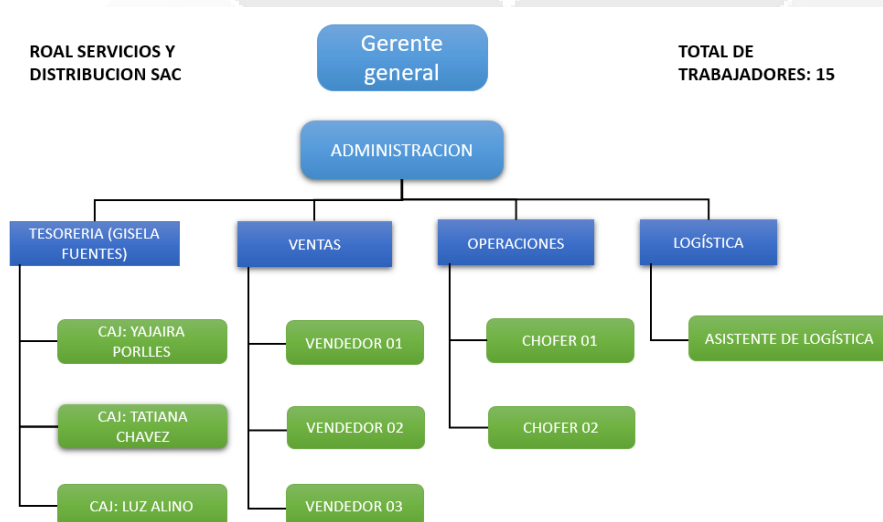 ROAL SERVICIOS Y
DISTRIBUCION SAC
Gerente
general
TOTAL DE
TRABAJADORES: 15
ADMINISTRACION
TESORERIA (GISELA
FUENTES)
VENTAS
OPERACIONES
LOGÍSTICA
CAJ: YAJAIRA
PORLLES
VENDEDOR 01
CHOFER 01
ASISTENTE DE LOGÍSTICA
CAJ: TATIANA
CHAVEZ
VENDEDOR 02
CHOFER 02
CAJ: LUZ ALINO
VENDEDOR 03